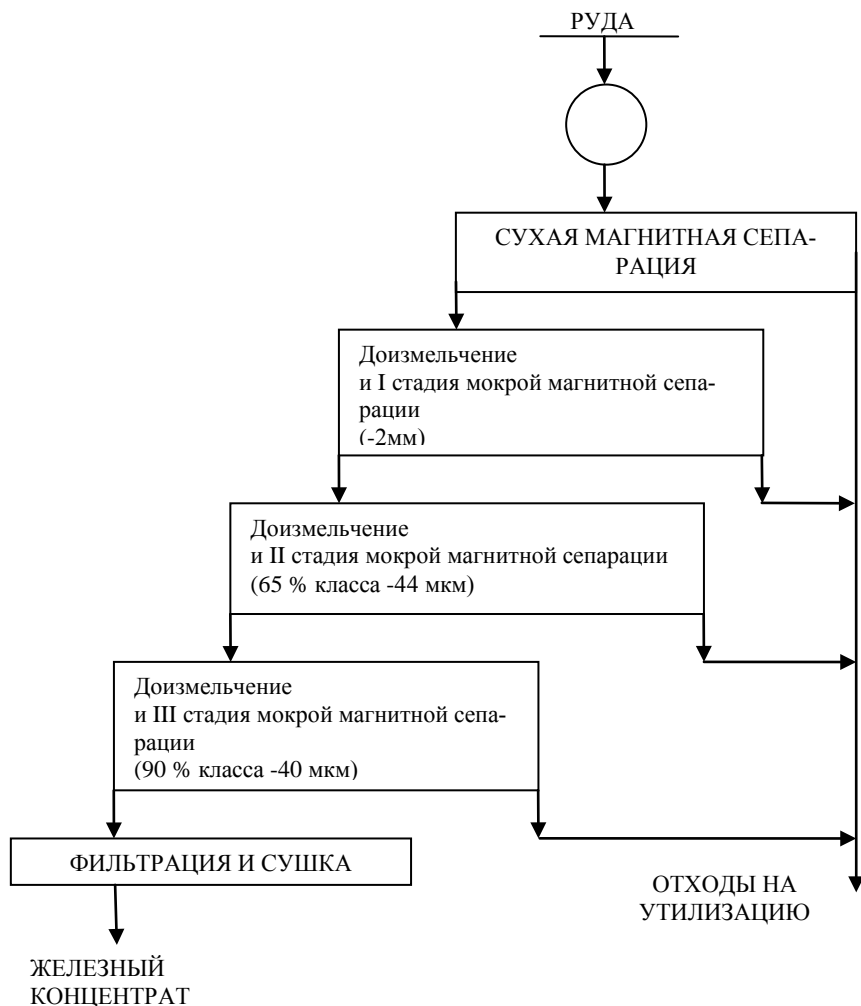 РУДА
СУХАЯ МАГНИТНАЯ СЕПА-
РАЦИЯ
Доизмельчение
и I стадия мокрой магнитной сепа-
рации
(-2мм)
Доизмельчение
и II стадия мокрой магнитной сепарации
(65 % класса -44 мкм)
Доизмельчение
и III стадия мокрой магнитной сепа-
рации
(90 % класса -40 мкм)
ФИЛЬТРАЦИЯ И СУШКА
ОТХОДЫ НА
УТИЛИЗАЦИЮ
ЖЕЛЕЗНЫЙ
КОНЦЕНТРАТ